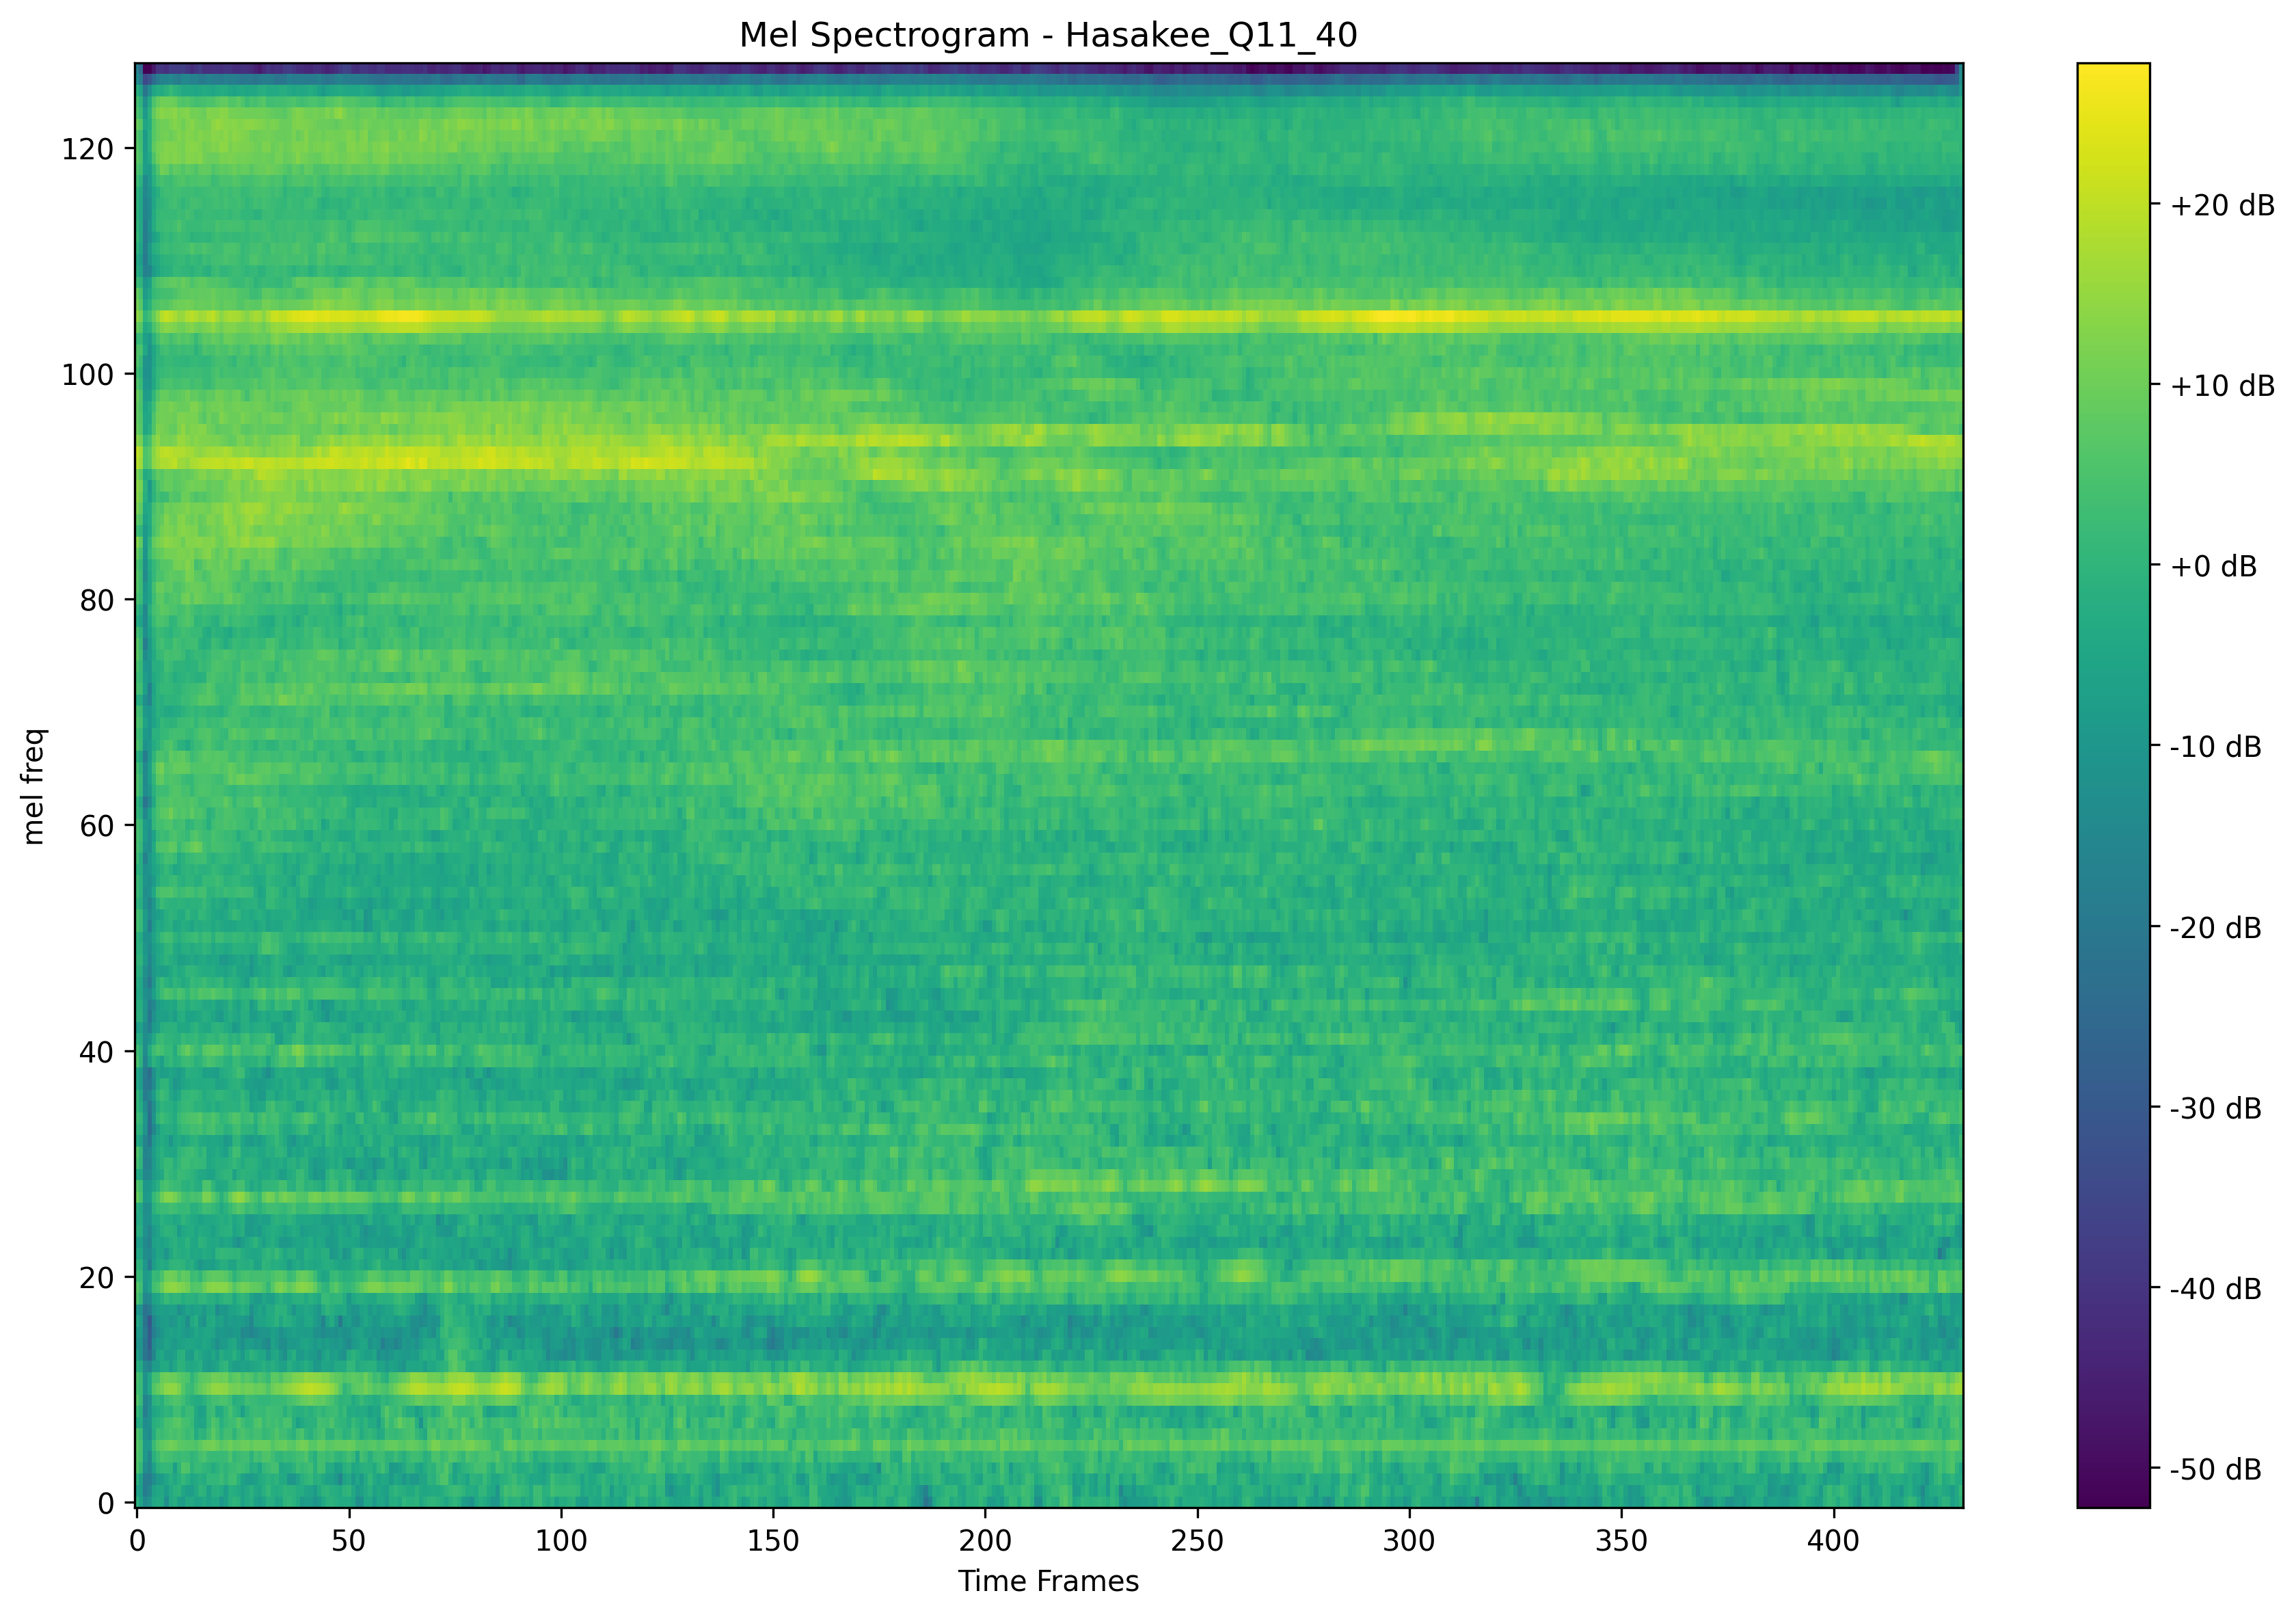 Mel Spectrogram - Hasakee_Q11_40
mel freq
120
100
80
60
40
20
0
0 50 100 150 200 250 300 350 400
Time Frames
+20 dB
+10 dB
+0 dB
-10 dB
-20 dB
-30 dB
-40 dB
-50 dB